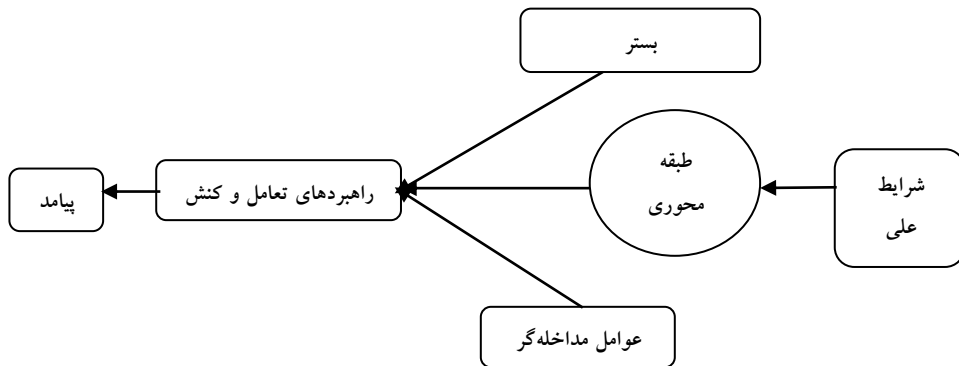 بستر
شرایط
علی
طبقه
محوری
راهبردهای تعامل و کنش
پیامد
عوامل مداخله‌گر